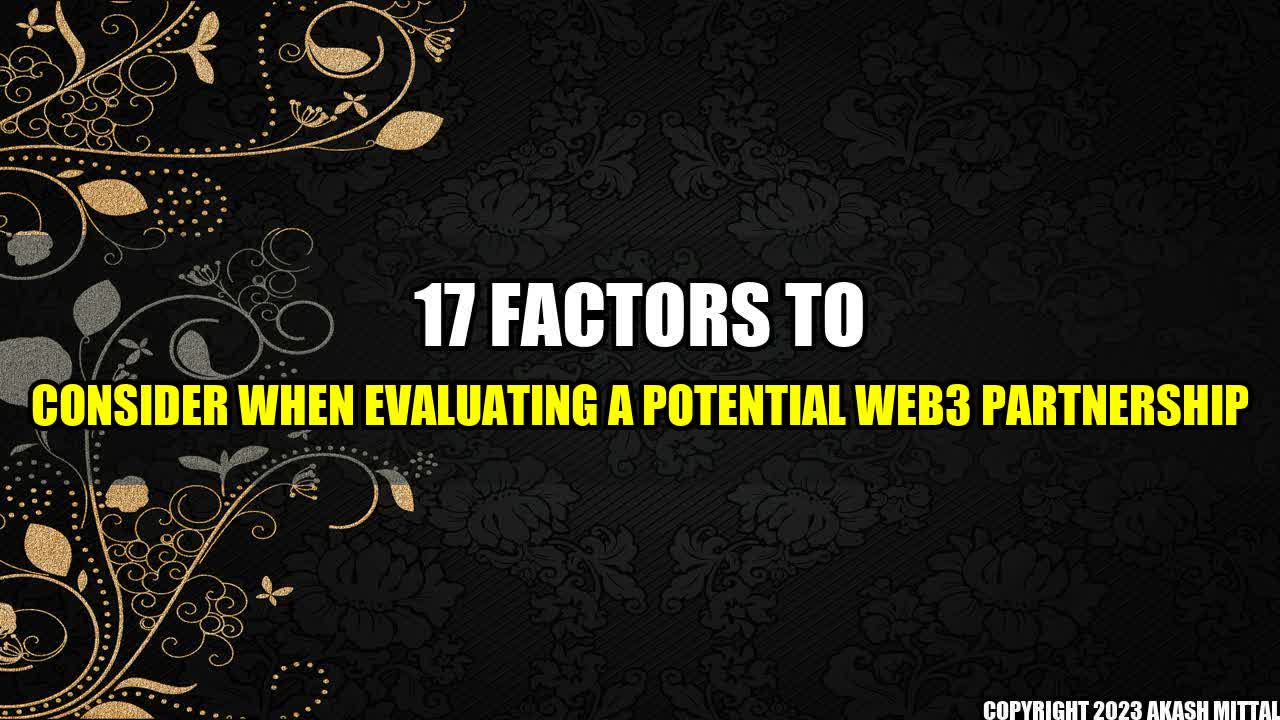 17 FACTORS TO
CONSIDER WHEN EVALUATING A POTENTIAL WEB3 PARTNERSHIP
COPYRIGHT 2023 AKASH MITTAL